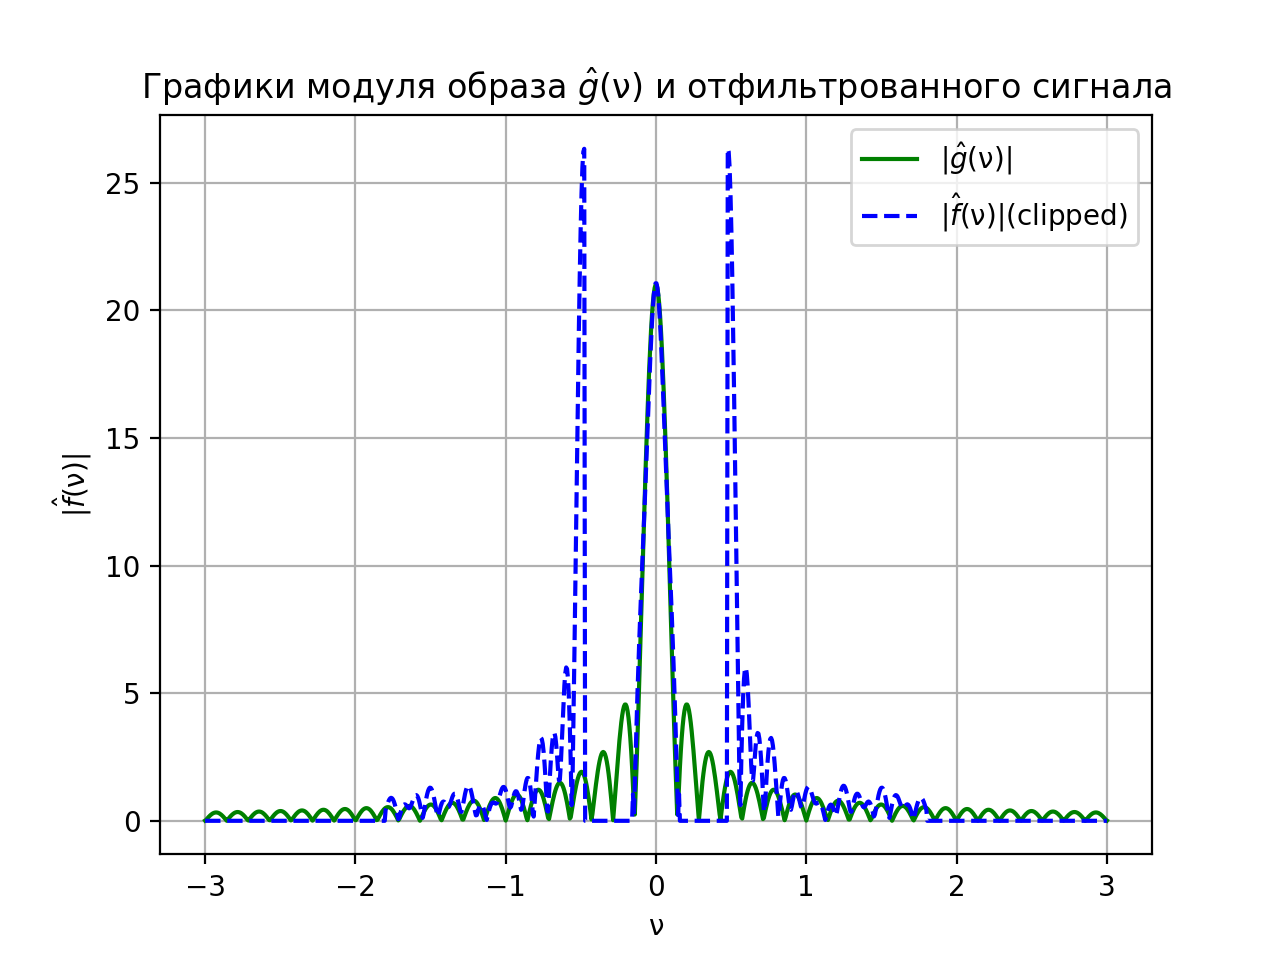 Графики модуля образа ĝ(ν) и отфильтрованного сигнала
|ĝ(ν)|
|f̂(ν)|(clipped)
|f̂(ν)|
25
20
15
10
5
0
−3 −2 −1 0 1 2 3
ν